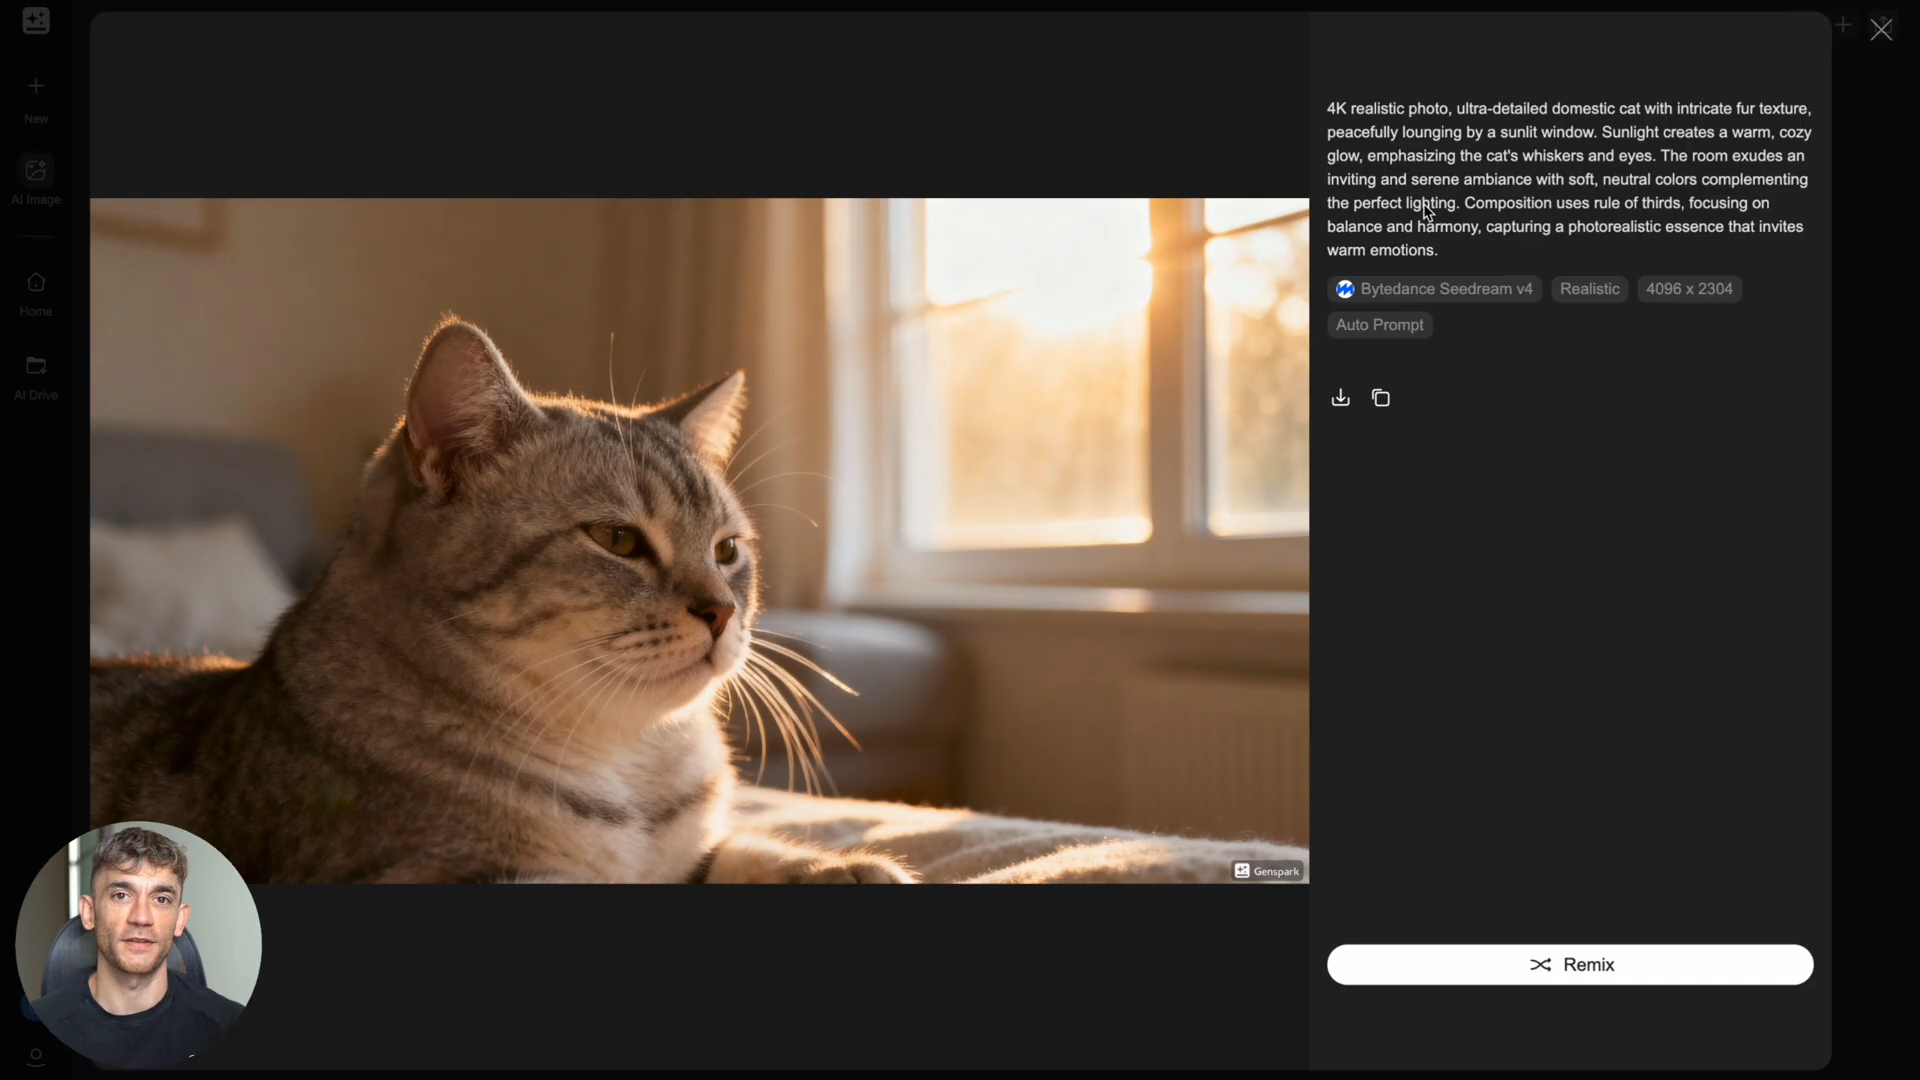 New
AI Image
Home
AI Drive
4K realistic photo, ultra-detailed domestic cat with intricate fur texture,
peacefully lounging by a sunlit window. Sunlight creates a warm, cozy
glow, emphasizing the cat's whiskers and eyes. The room exudes an
inviting and serene ambiance with soft, neutral colors complementing
the perfect lighting. Composition uses rule of thirds, focusing on
balance and harmony, capturing a photorealistic essence that invites
warm emotions.
Bytedance Seedream v4 Realistic 4096 x 2304
Auto Prompt
Genspark
Remix